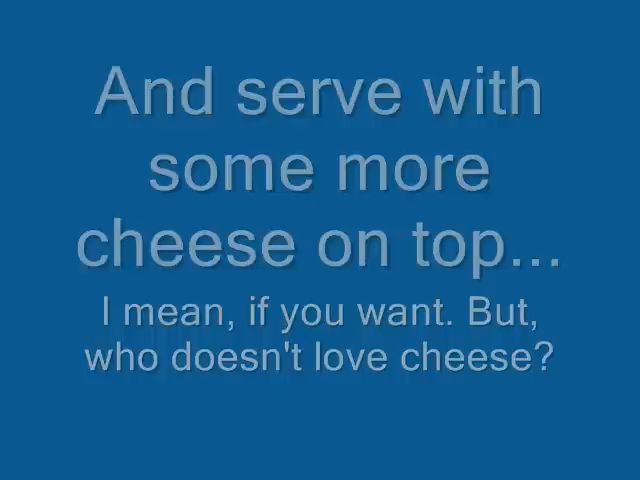 And serve with
some more
cheese on top...
I mean, if you want. But,
who doesn't love cheese?